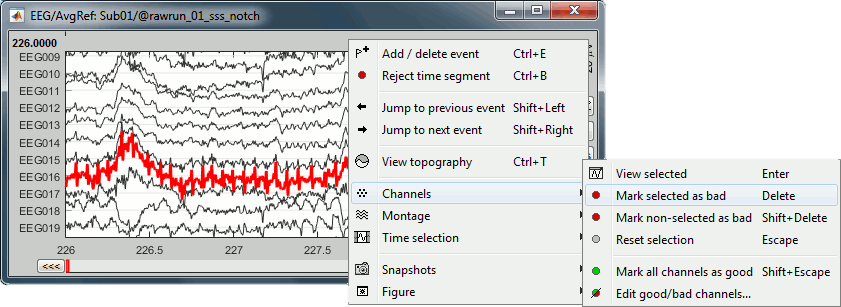 EEG/AvgRef: Sub01/@rawrun_01_sss_notch
226.0000
EEG009
EEG010
EEG011
EEG012
EEG013
EEG014
EEG015
EEG016
EEG017
EEG018
EEG019
226 226.5 227 227.5
<<<
Add / delete event Ctrl+E
Reject time segment Ctrl+B
Jump to previous event Shift+Left
Jump to next event Shift+Right
View topography Ctrl+T
Channels
Montage
Time selection
Snapshots
Figure
View selected Enter
Mark selected as bad Delete
Mark non-selected as bad Shift+Delete
Reset selection Escape
Mark all channels as good Shift+Escape
Edit good/bad channels...